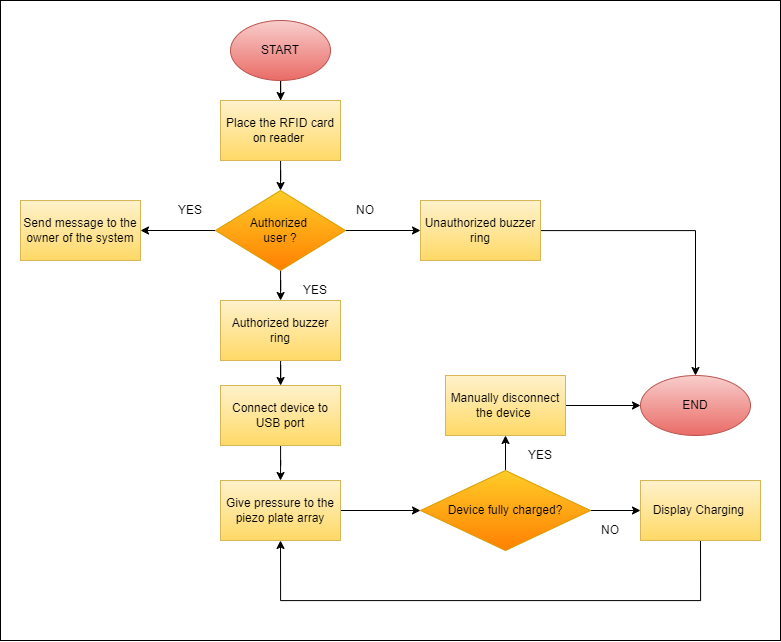 START
Place the RFID card
on reader
YES
NO
Send message to the
owner of the system
Authorized
user ?
Unauthorized buzzer
ring
YES
Authorized buzzer
ring
Connect device to
USB port
Manually disconnect
the device
END
YES
Give pressure to the
piezo plate array
Device fully charged?
NO
Display Charging